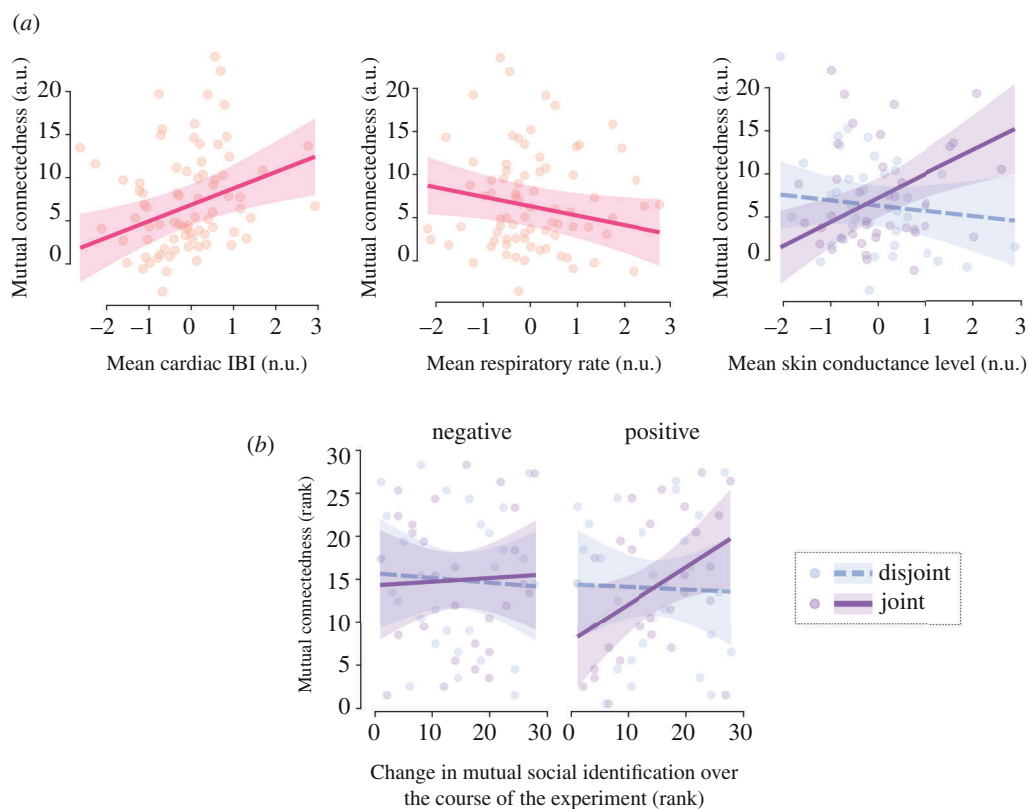 (a)
Mutual connectedness (a.u.)
20
15
10
5
0
–2 –1 0 1 2 3
Mean cardiac IBI (n.u.)
Mutual connectedness (a.u.)
20
15
10
5
0
–2 –1 0 1 2 3
Mean respiratory rate (n.u.)
Mutual connectedness (a.u.)
20
15
10
5
0
–2 –1 0 1 2 3
Mean skin conductance level (n.u.)
(b)
negative positive
Mutual connectedness (rank)
30
25
20
15
10
5
0
0 10 20 30 0 10 20 30
Change in mutual social identification over
the course of the experiment (rank)
disjoint
joint